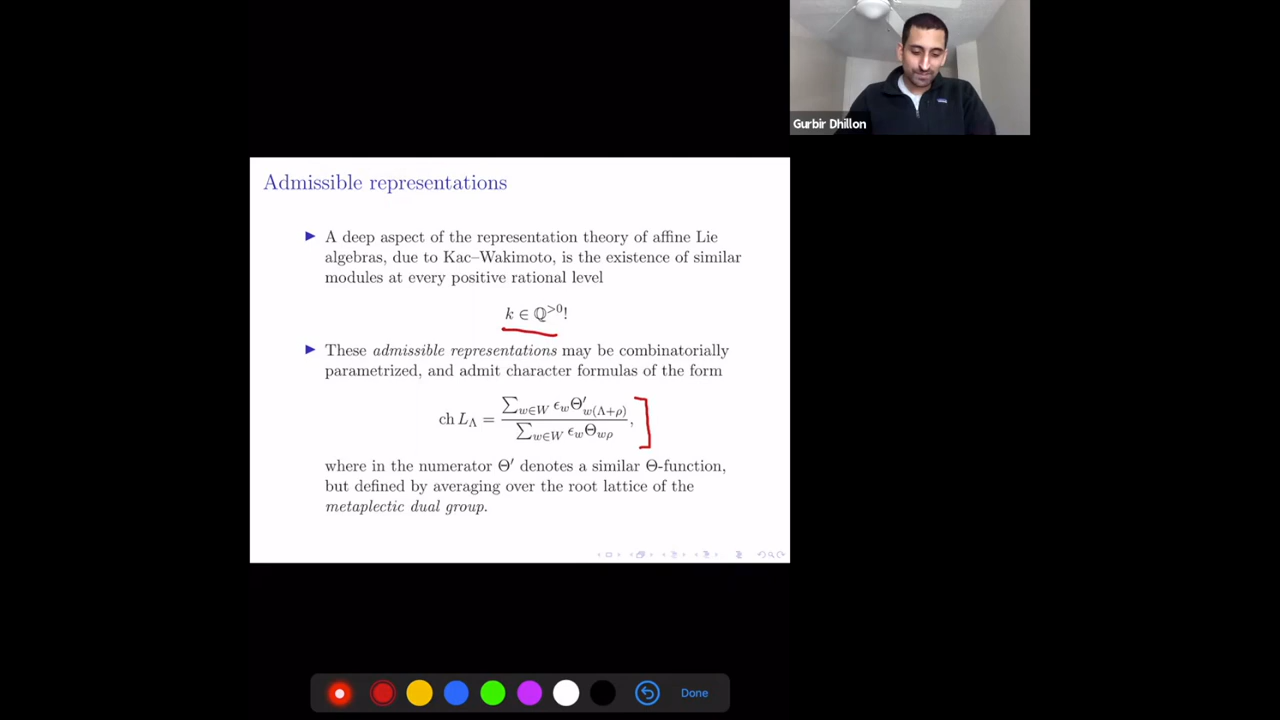 Gurbir Dhillon
Admissible representations
A deep aspect of the representation theory of affine Lie
algebras, due to Kac–Wakimoto, is the existence of similar
modules at every positive rational level
k ∈ ℚ^{>0}!
These admissible representations may be combinatorially
parametrized, and admit character formulas of the form
ch L_Λ = \frac{∑_{w∈W} ϵ_w Θ'_{w(Λ+ρ)}}{∑_{w∈W} ϵ_w Θ_{wρ}},
where in the numerator Θ′ denotes a similar Θ-function,
but defined by averaging over the root lattice of the
metaplectic dual group.
Done